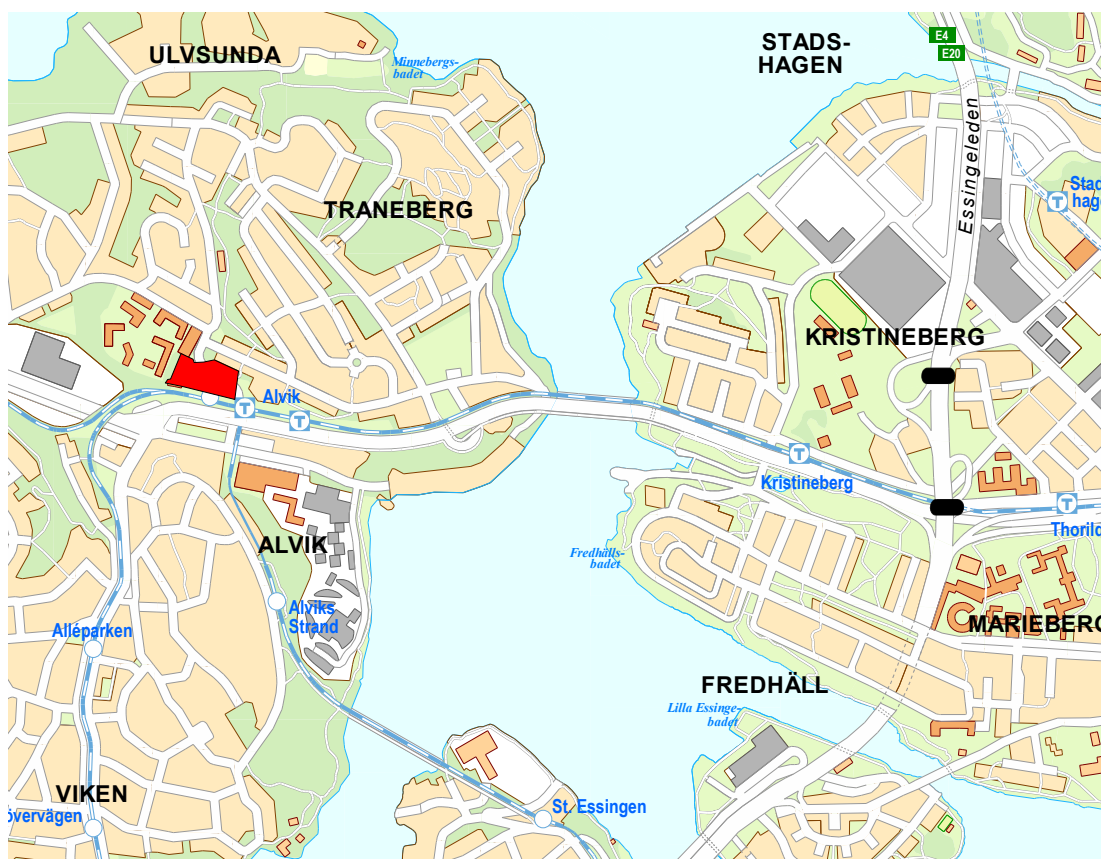 ULVSUNDA
Minnebergs-
badet
STADS-
HAGEN
E4
E20
Essingeleden
TRANEBERG
Stad
hage
KRISTINEBERG
T
Alvik
T
T
T
Kristineberg
T
Thorild
ALVIK
Fredhälls-
badet
Alviks
Strand
Alléparken
MARIEBERG
FREDHÄLL
Lilla Essinge-
badet
VIKEN
övervägen
St. Essingen